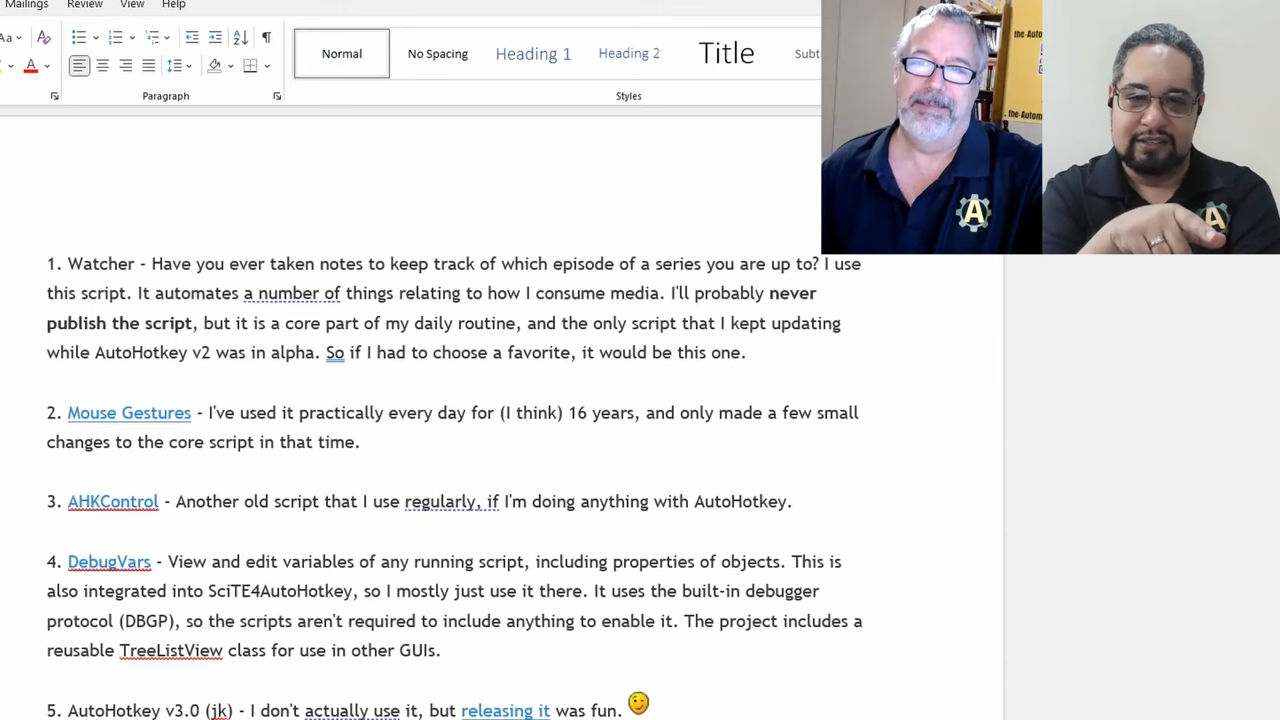 Mailings Review View Help
Aa
A
Normal
No Spacing
Heading 1
Heading 2
Title
Subt
Paragraph
Styles
the-Auto
the-Autom
A
A
1. Watcher - Have you ever taken notes to keep track of which episode of a series you are up to? I use
this script. It automates a number of things relating to how I consume media. I'll probably never
publish the script, but it is a core part of my daily routine, and the only script that I kept updating
while AutoHotkey v2 was in alpha. So if I had to choose a favorite, it would be this one.
2. Mouse Gestures - I've used it practically every day for (I think) 16 years, and only made a few small
changes to the core script in that time.
3. AHKControl - Another old script that I use regularly, if I'm doing anything with AutoHotkey.
4. DebugVars - View and edit variables of any running script, including properties of objects. This is
also integrated into SciTE4AutoHotkey, so I mostly just use it there. It uses the built-in debugger
protocol (DBGP), so the scripts aren't required to include anything to enable it. The project includes a
reusable TreeListView class for use in other GUIs.
5. AutoHotkey v3.0 (jk) - I don't actually use it, but releasing it was fun.